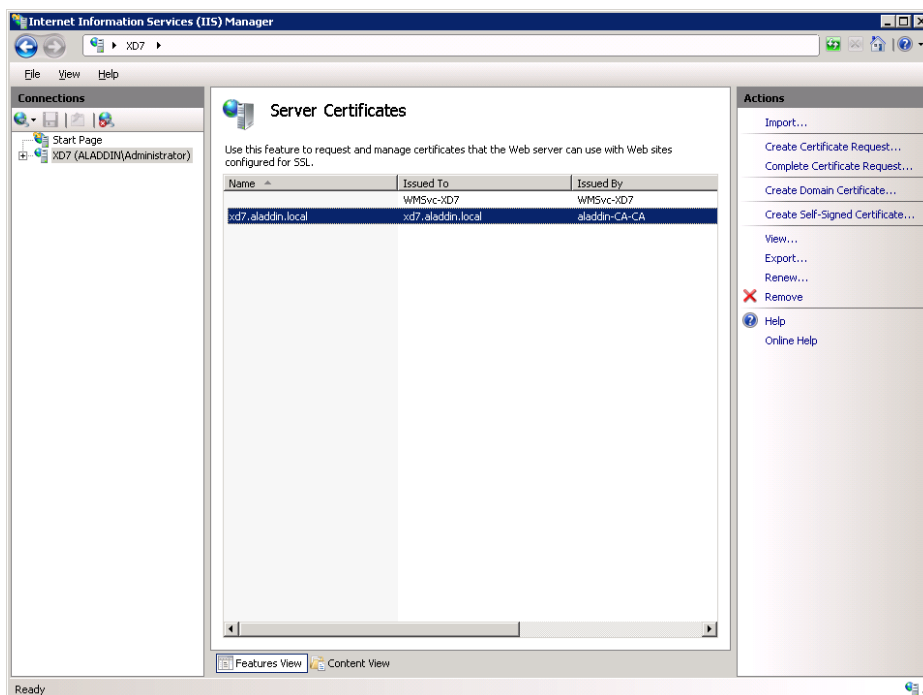 Internet Information Services (IIS) Manager
XD7
File View Help
Connections
Start Page
XD7 (ALADDIN\Administrator)
Server Certificates
Use this feature to request and manage certificates that the Web server can use with Web sites
configured for SSL.
Name Issued To Issued By
WMSvc-XD7 WMSvc-XD7
xd7.aladdin.local xd7.aladdin.local aladdin-CA-CA
Features View Content View
Actions
Import...
Create Certificate Request...
Complete Certificate Request...
Create Domain Certificate...
Create Self-Signed Certificate...
View...
Export...
Renew...
Remove
Help
Online Help
Ready